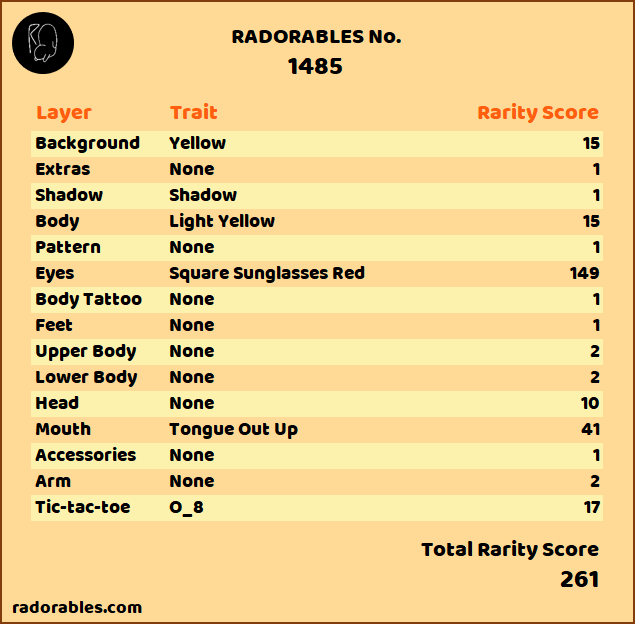 RADORABLES No.
1485
Layer Trait Rarity Score
Background Yellow 15
Extras None 1
Shadow Shadow 1
Body Light Yellow 15
Pattern None 1
Eyes Square Sunglasses Red 149
Body Tattoo None 1
Feet None 1
Upper Body None 2
Lower Body None 2
Head None 10
Mouth Tongue Out Up 41
Accessories None 1
Arm None 2
Tic-tac-toe O_8 17
Total Rarity Score
261
radorables.com